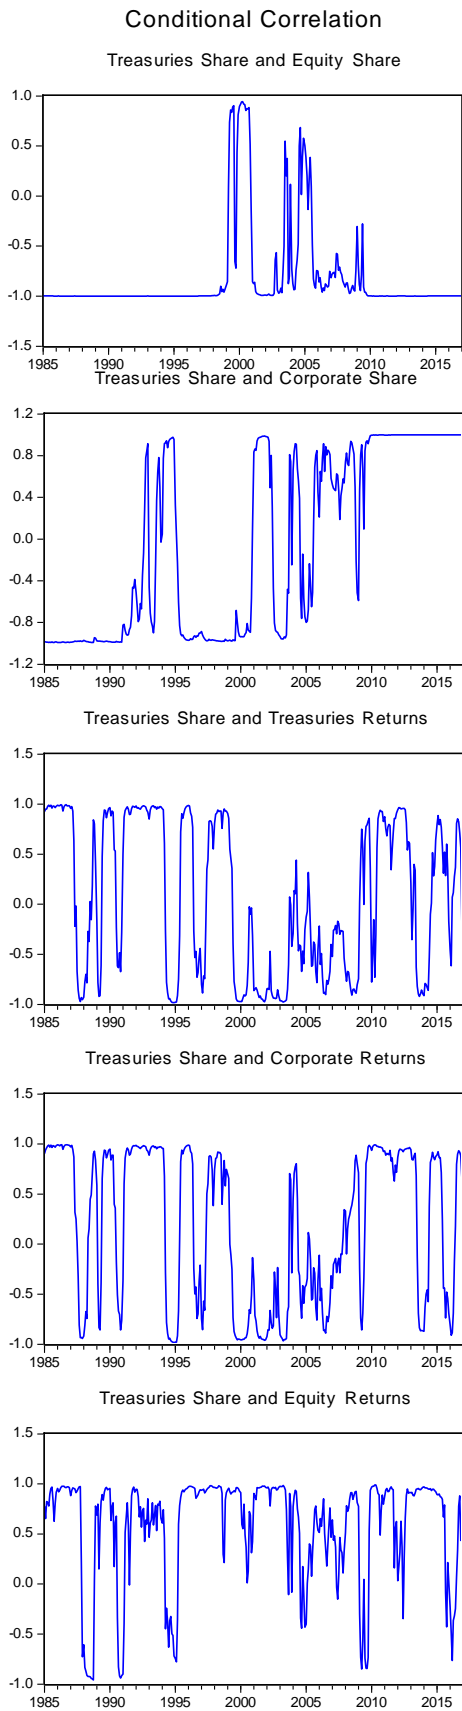 Conditional Correlation
Treasuries Share and Equity Share
1.0
0.5
0.0
-0.5
-1.0
-1.5
1985 1990 1995 2000 2005 2010 2015
Treasuries Share and Corporate Share
1.2
0.8
0.4
0.0
-0.4
-0.8
-1.2
1985 1990 1995 2000 2005 2010 2015
Treasuries Share and Treasuries Returns
1.5
1.0
0.5
0.0
-0.5
-1.0
1985 1990 1995 2000 2005 2010 2015
Treasuries Share and Corporate Returns
1.5
1.0
0.5
0.0
-0.5
-1.0
1985 1990 1995 2000 2005 2010 2015
Treasuries Share and Equity Returns
1.5
1.0
0.5
0.0
-0.5
-1.0
1985 1990 1995 2000 2005 2010 2015